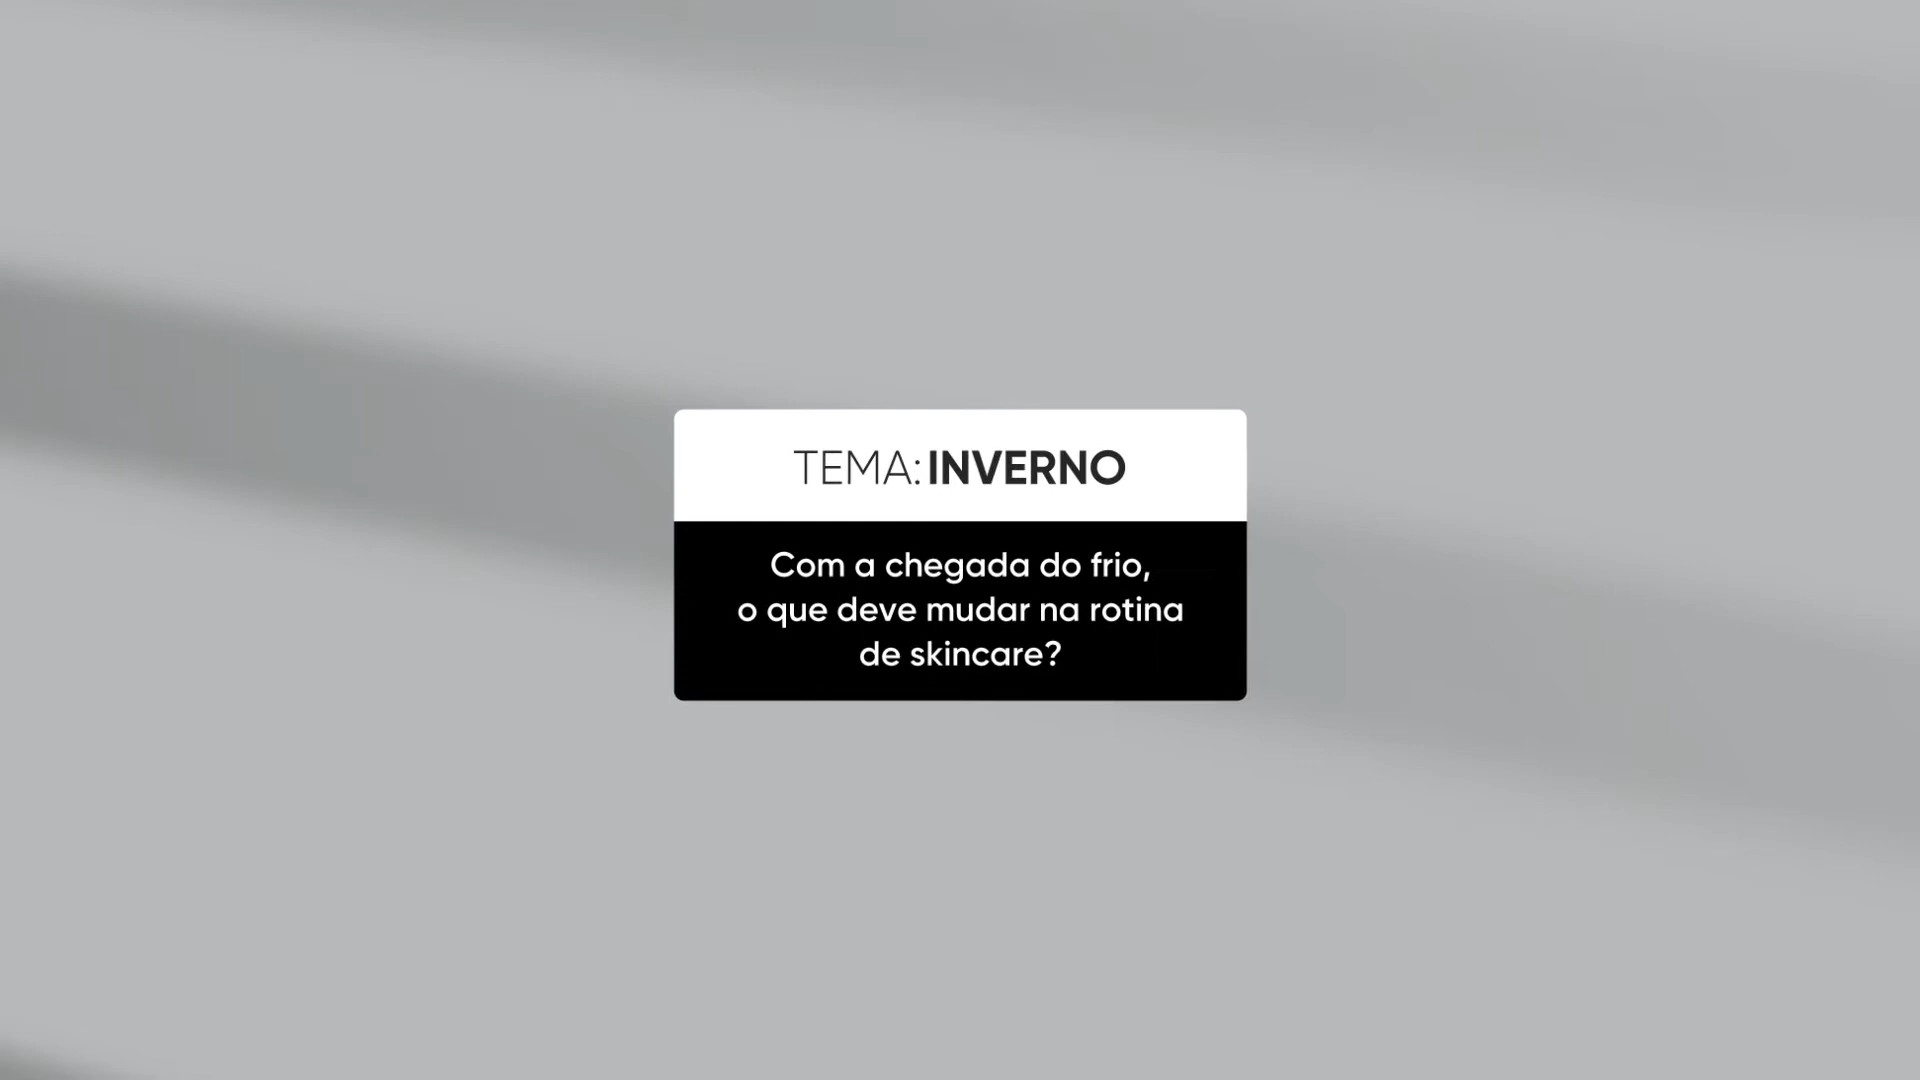 TEMA: INVERNO
Com a chegada do frio,
o que deve mudar na rotina
de skincare?